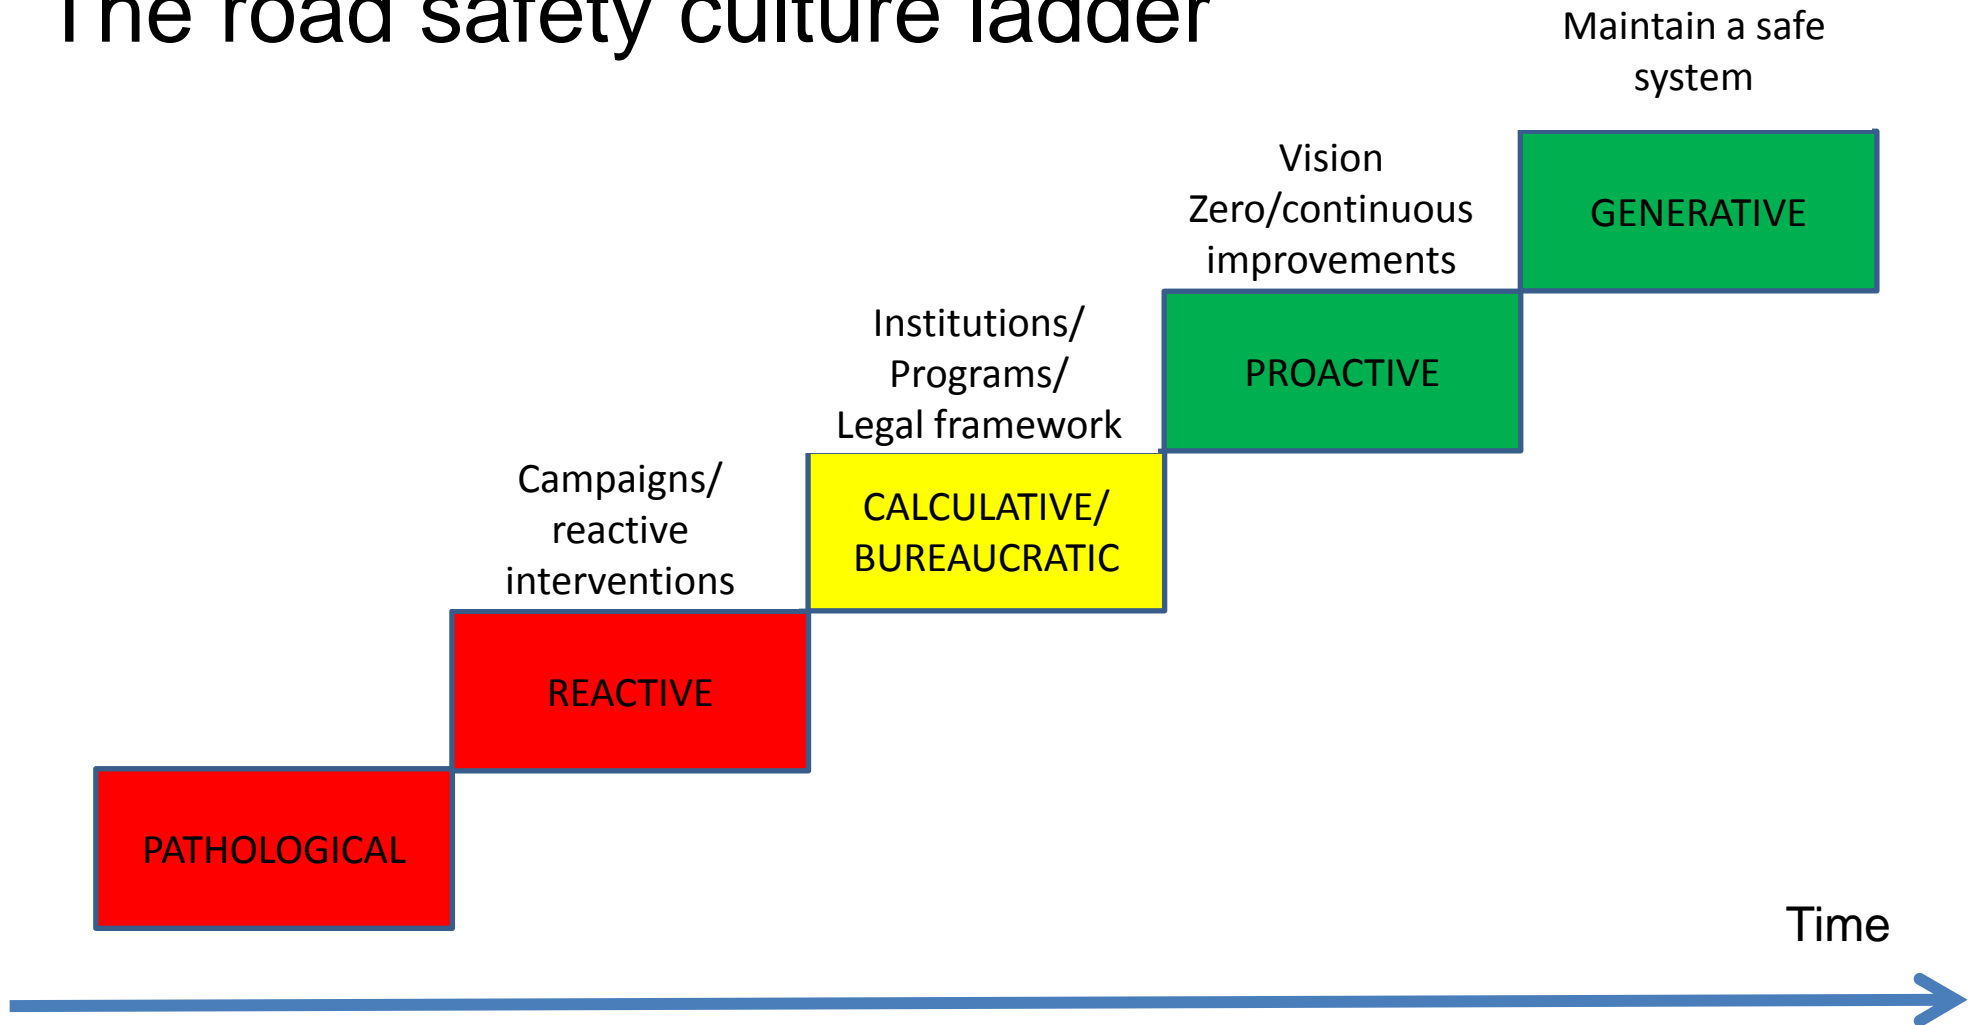 The road safety culture ladder
Maintain a safe
system
Vision
Zero/continuous
improvements
GENERATIVE
Institutions/
Programs/
Legal framework
PROACTIVE
Campaigns/
reactive
interventions
CALCULATIVE/
BUREAUCRATIC
REACTIVE
PATHOLOGICAL
Time